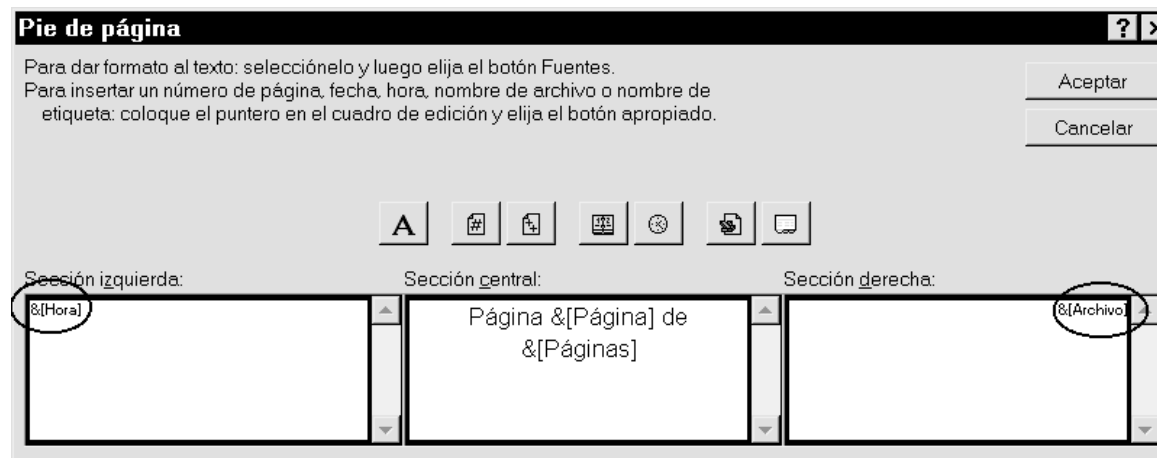 Pie de página
Para dar formato al texto: selecciónelo y luego elija el botón Fuentes.
Para insertar un número de página, fecha, hora, nombre de archivo o nombre de
etiqueta: coloque el puntero en el cuadro de edición y elija el botón apropiado.
Aceptar
Cancelar
A
Sección izquierda:
Sección central:
Sección derecha:
&[Hora]
Página &[Página] de
&[Páginas]
&[Archivo]